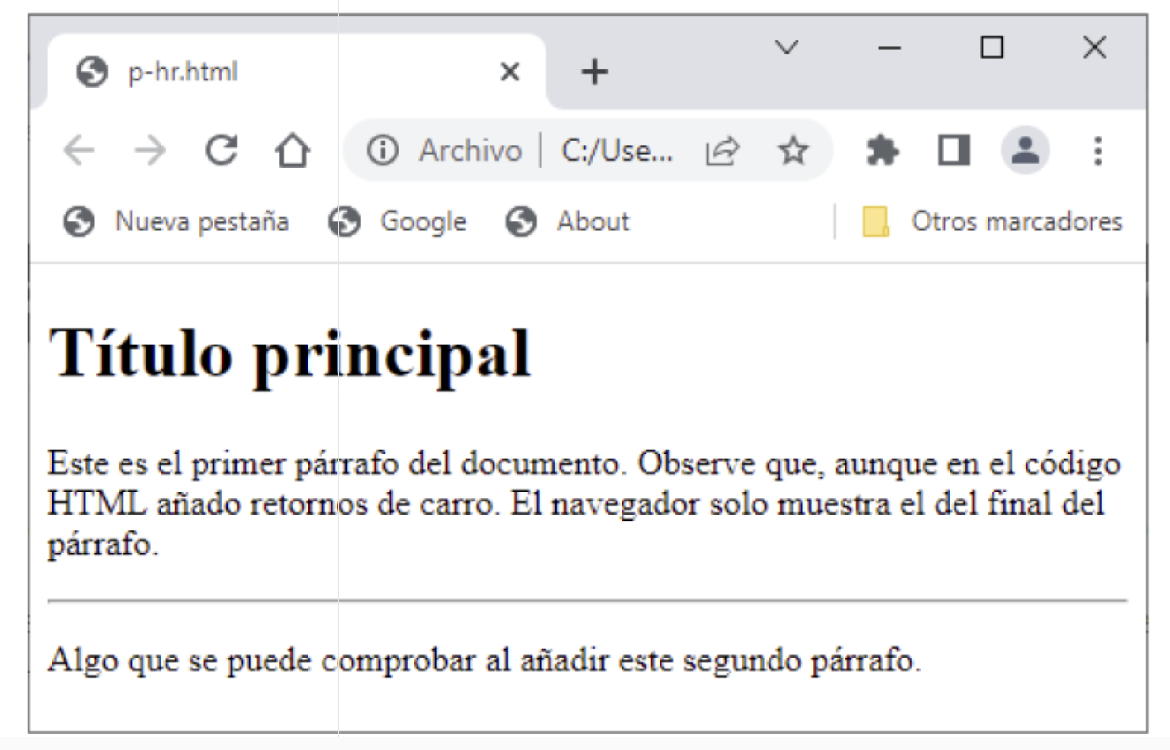 p-hr.html
Archivo C:/Use...
Nueva pestaña Google About Otros marcadores
Título principal
Este es el primer párrafo del documento. Observe que, aunque en el código
HTML añado retornos de carro. El navegador solo muestra el del final del
párrafo.
Algo que se puede comprobar al añadir este segundo párrafo.